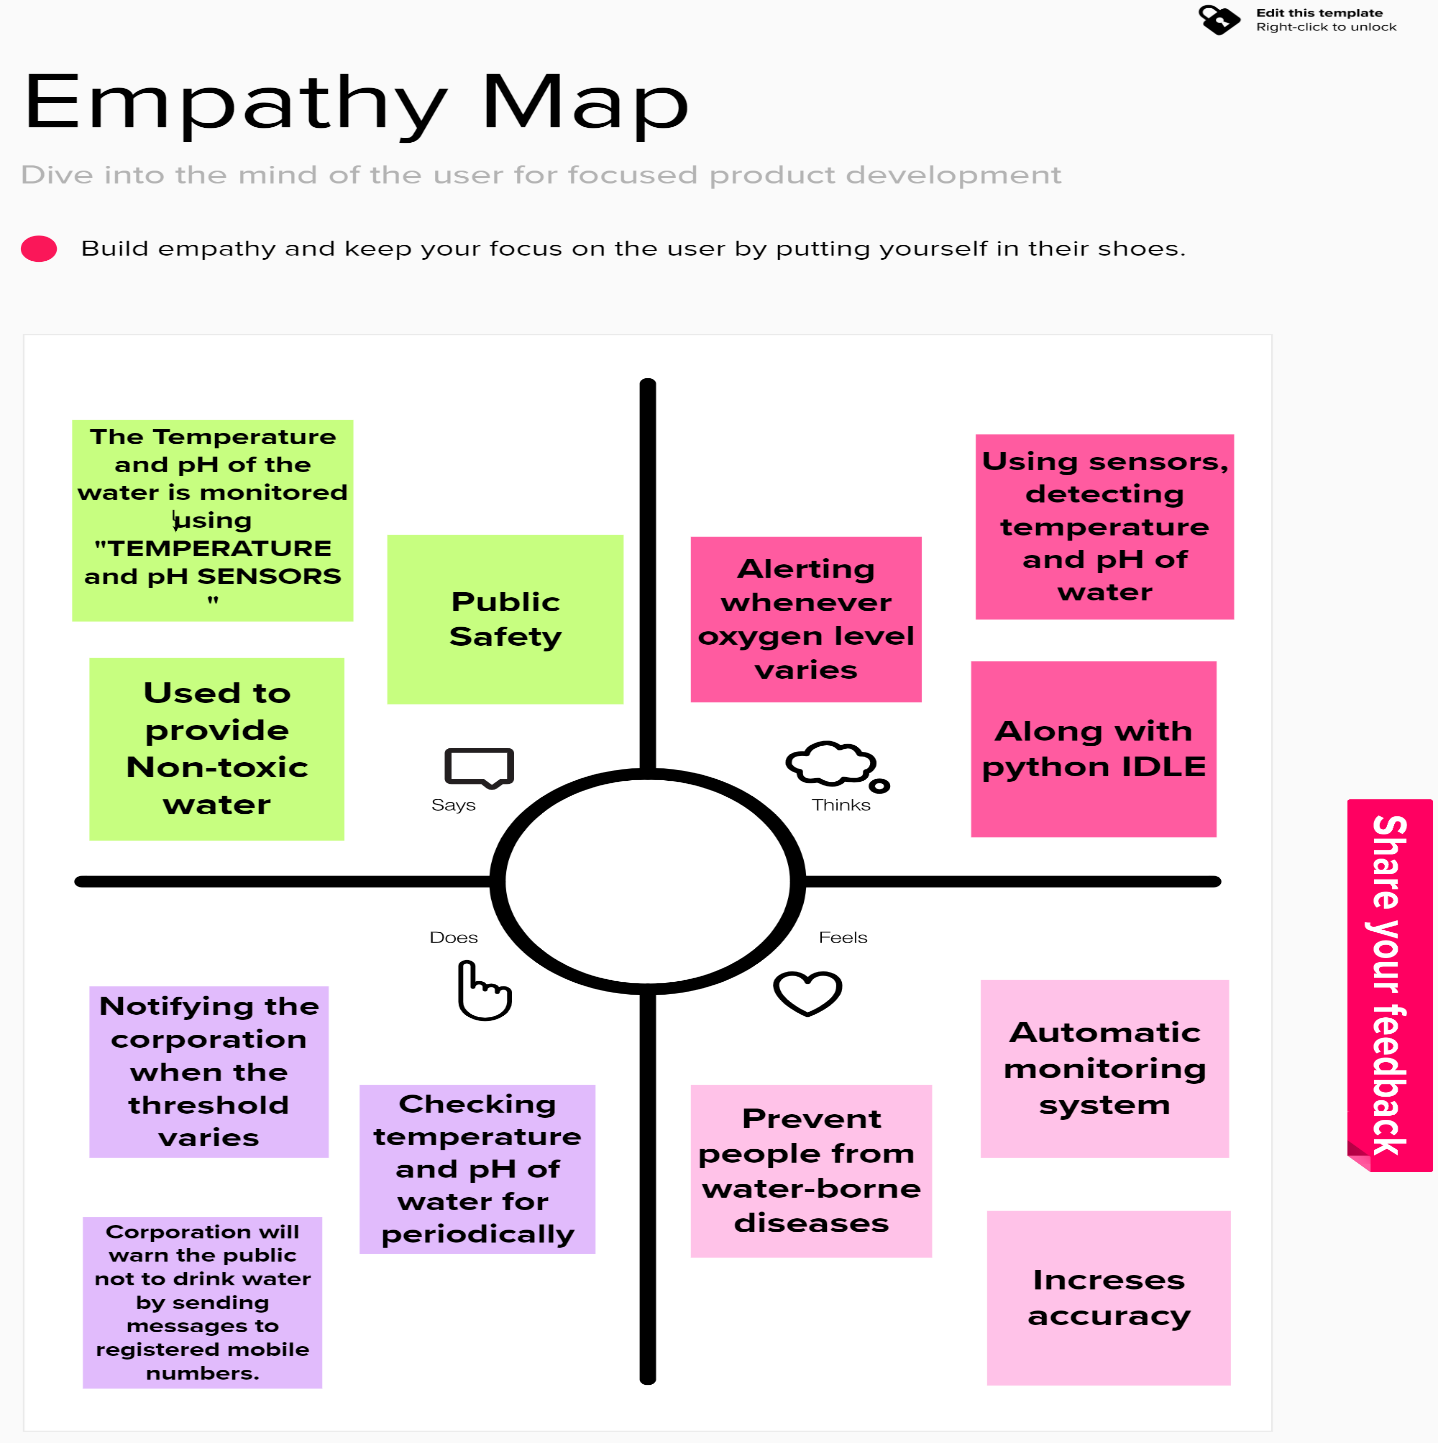 Edit this template
Right-click to unlock
Empathy Map
Dive into the mind of the user for focused product development
Build empathy and keep your focus on the user by putting yourself in their shoes.
The Temperature
and pH of the
water is monitored
using
"TEMPERATURE
and pH SENSORS
"
Public
Safety
Used to
provide
Non-toxic
water
Says
Alerting
whenever
oxygen level
varies
Using sensors,
detecting
temperature
and pH of
water
Along with
python IDLE
Thinks
Does
Notifying the
corporation
when the
threshold
varies
Checking
temperature
and pH of
water for
periodically
Corporation will
warn the public
not to drink water
by sending
messages to
registered mobile
numbers.
Feels
Automatic
monitoring
system
Prevent
people from
water-borne
diseases
Increses
accuracy
Share your feedback